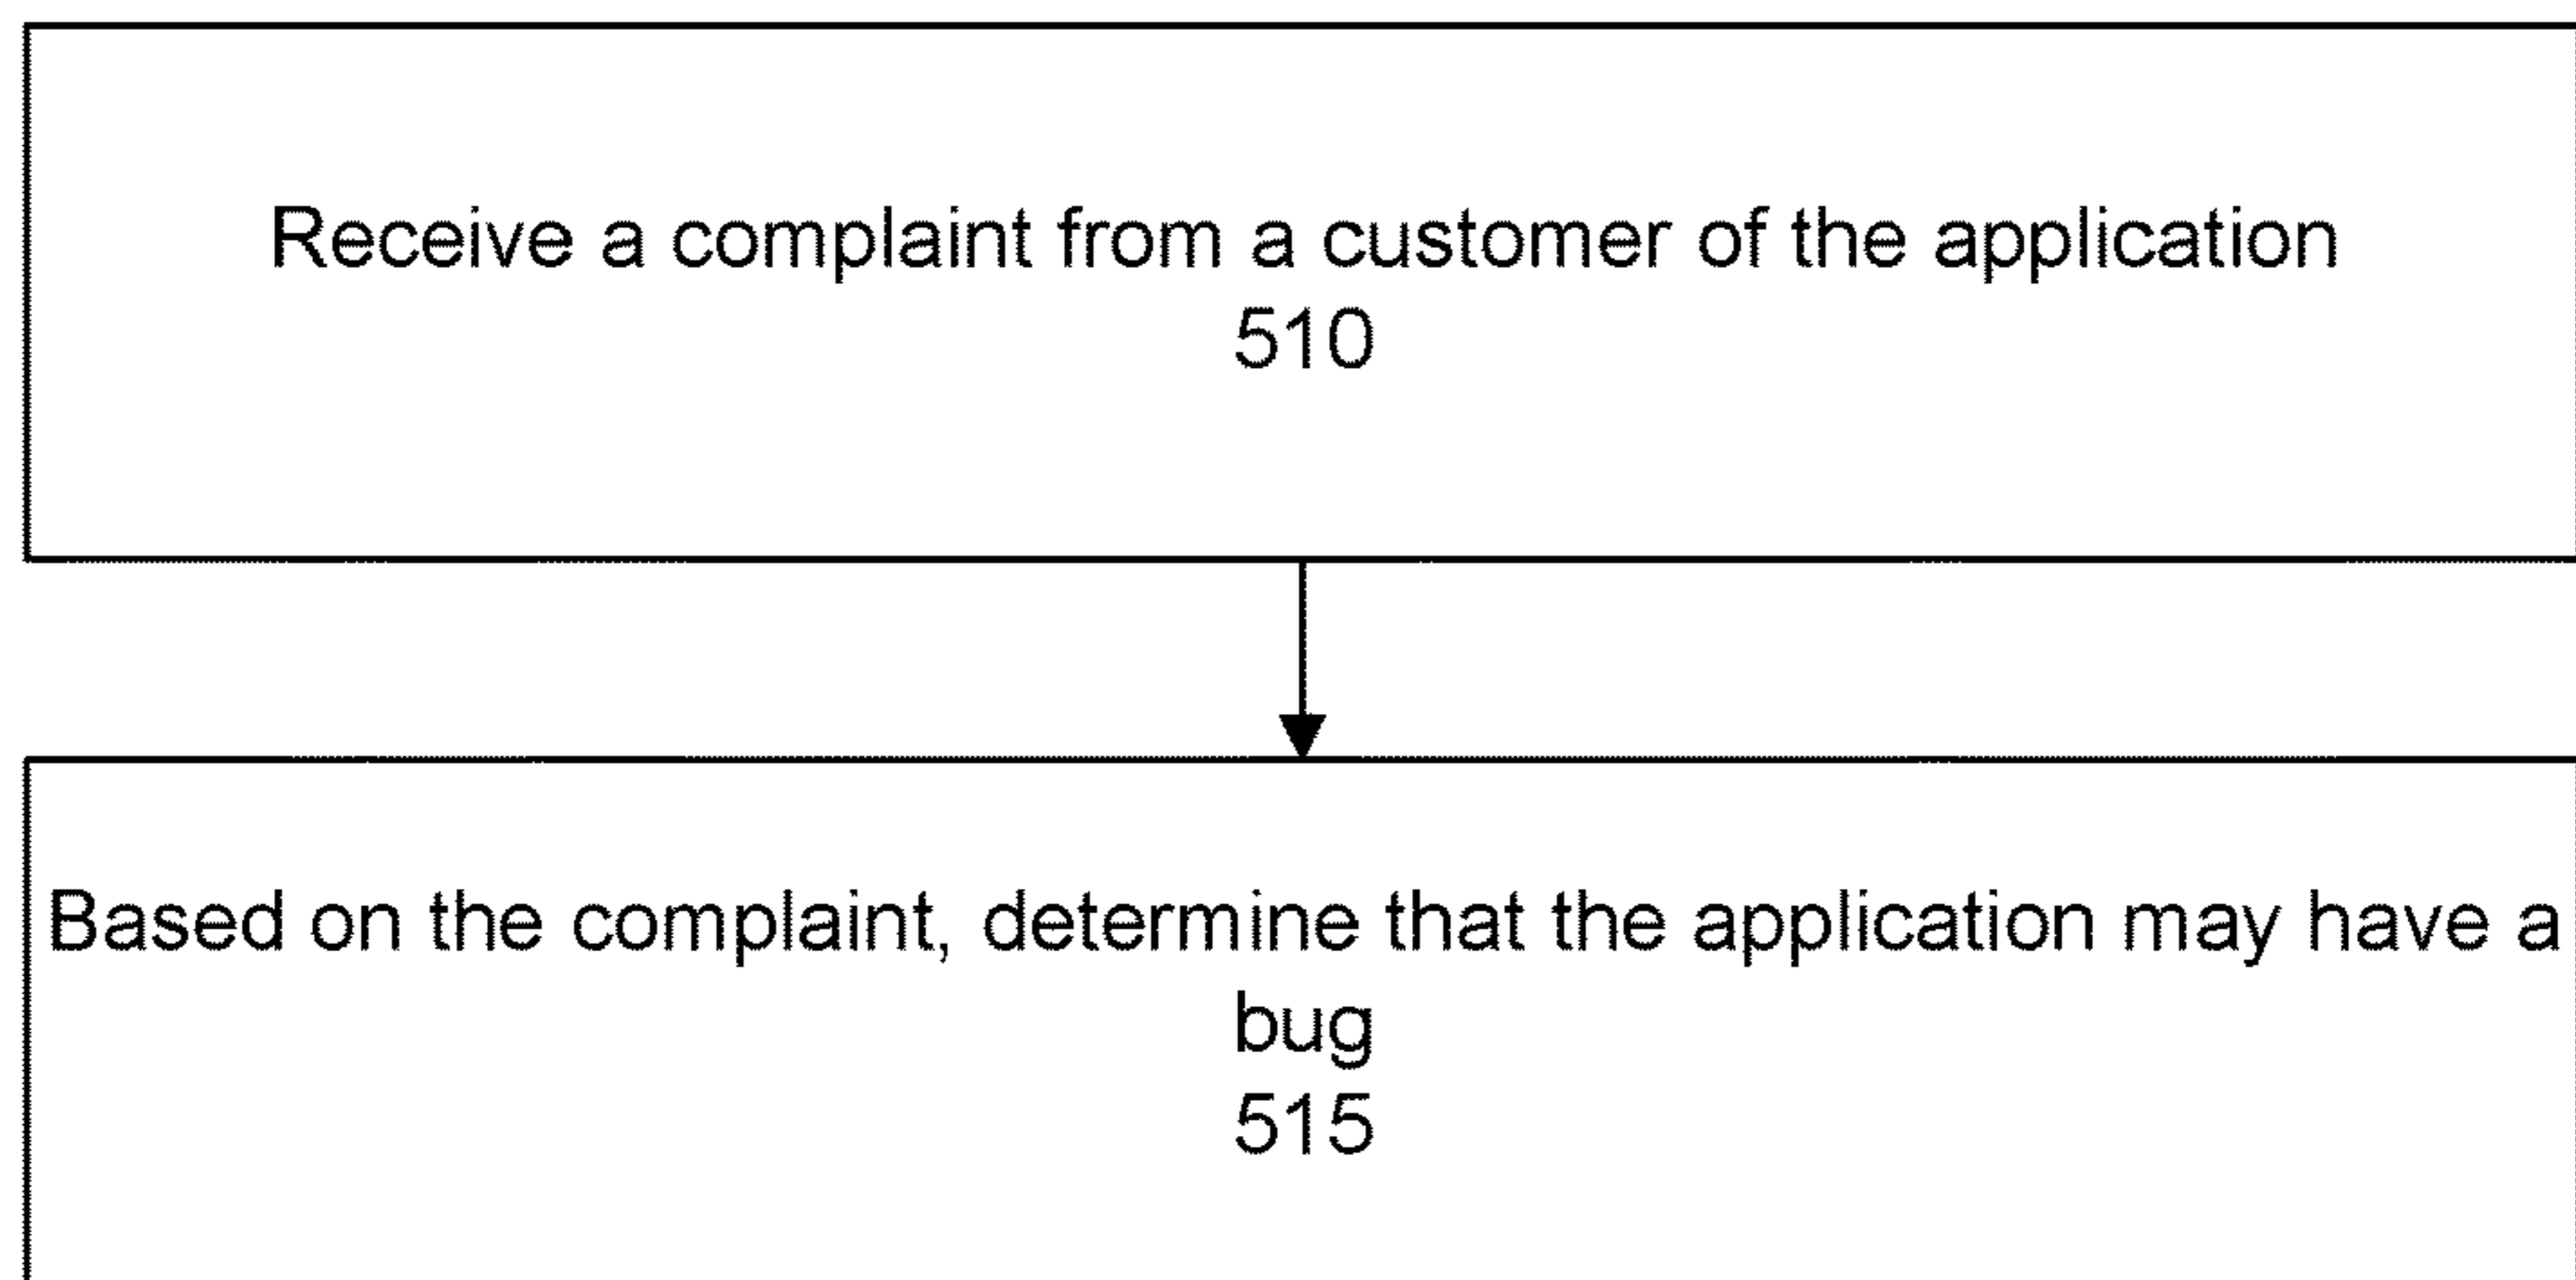 Receive a complaint from a customer of the application
510
Based on the complaint, determine that the application may have a
bug
515